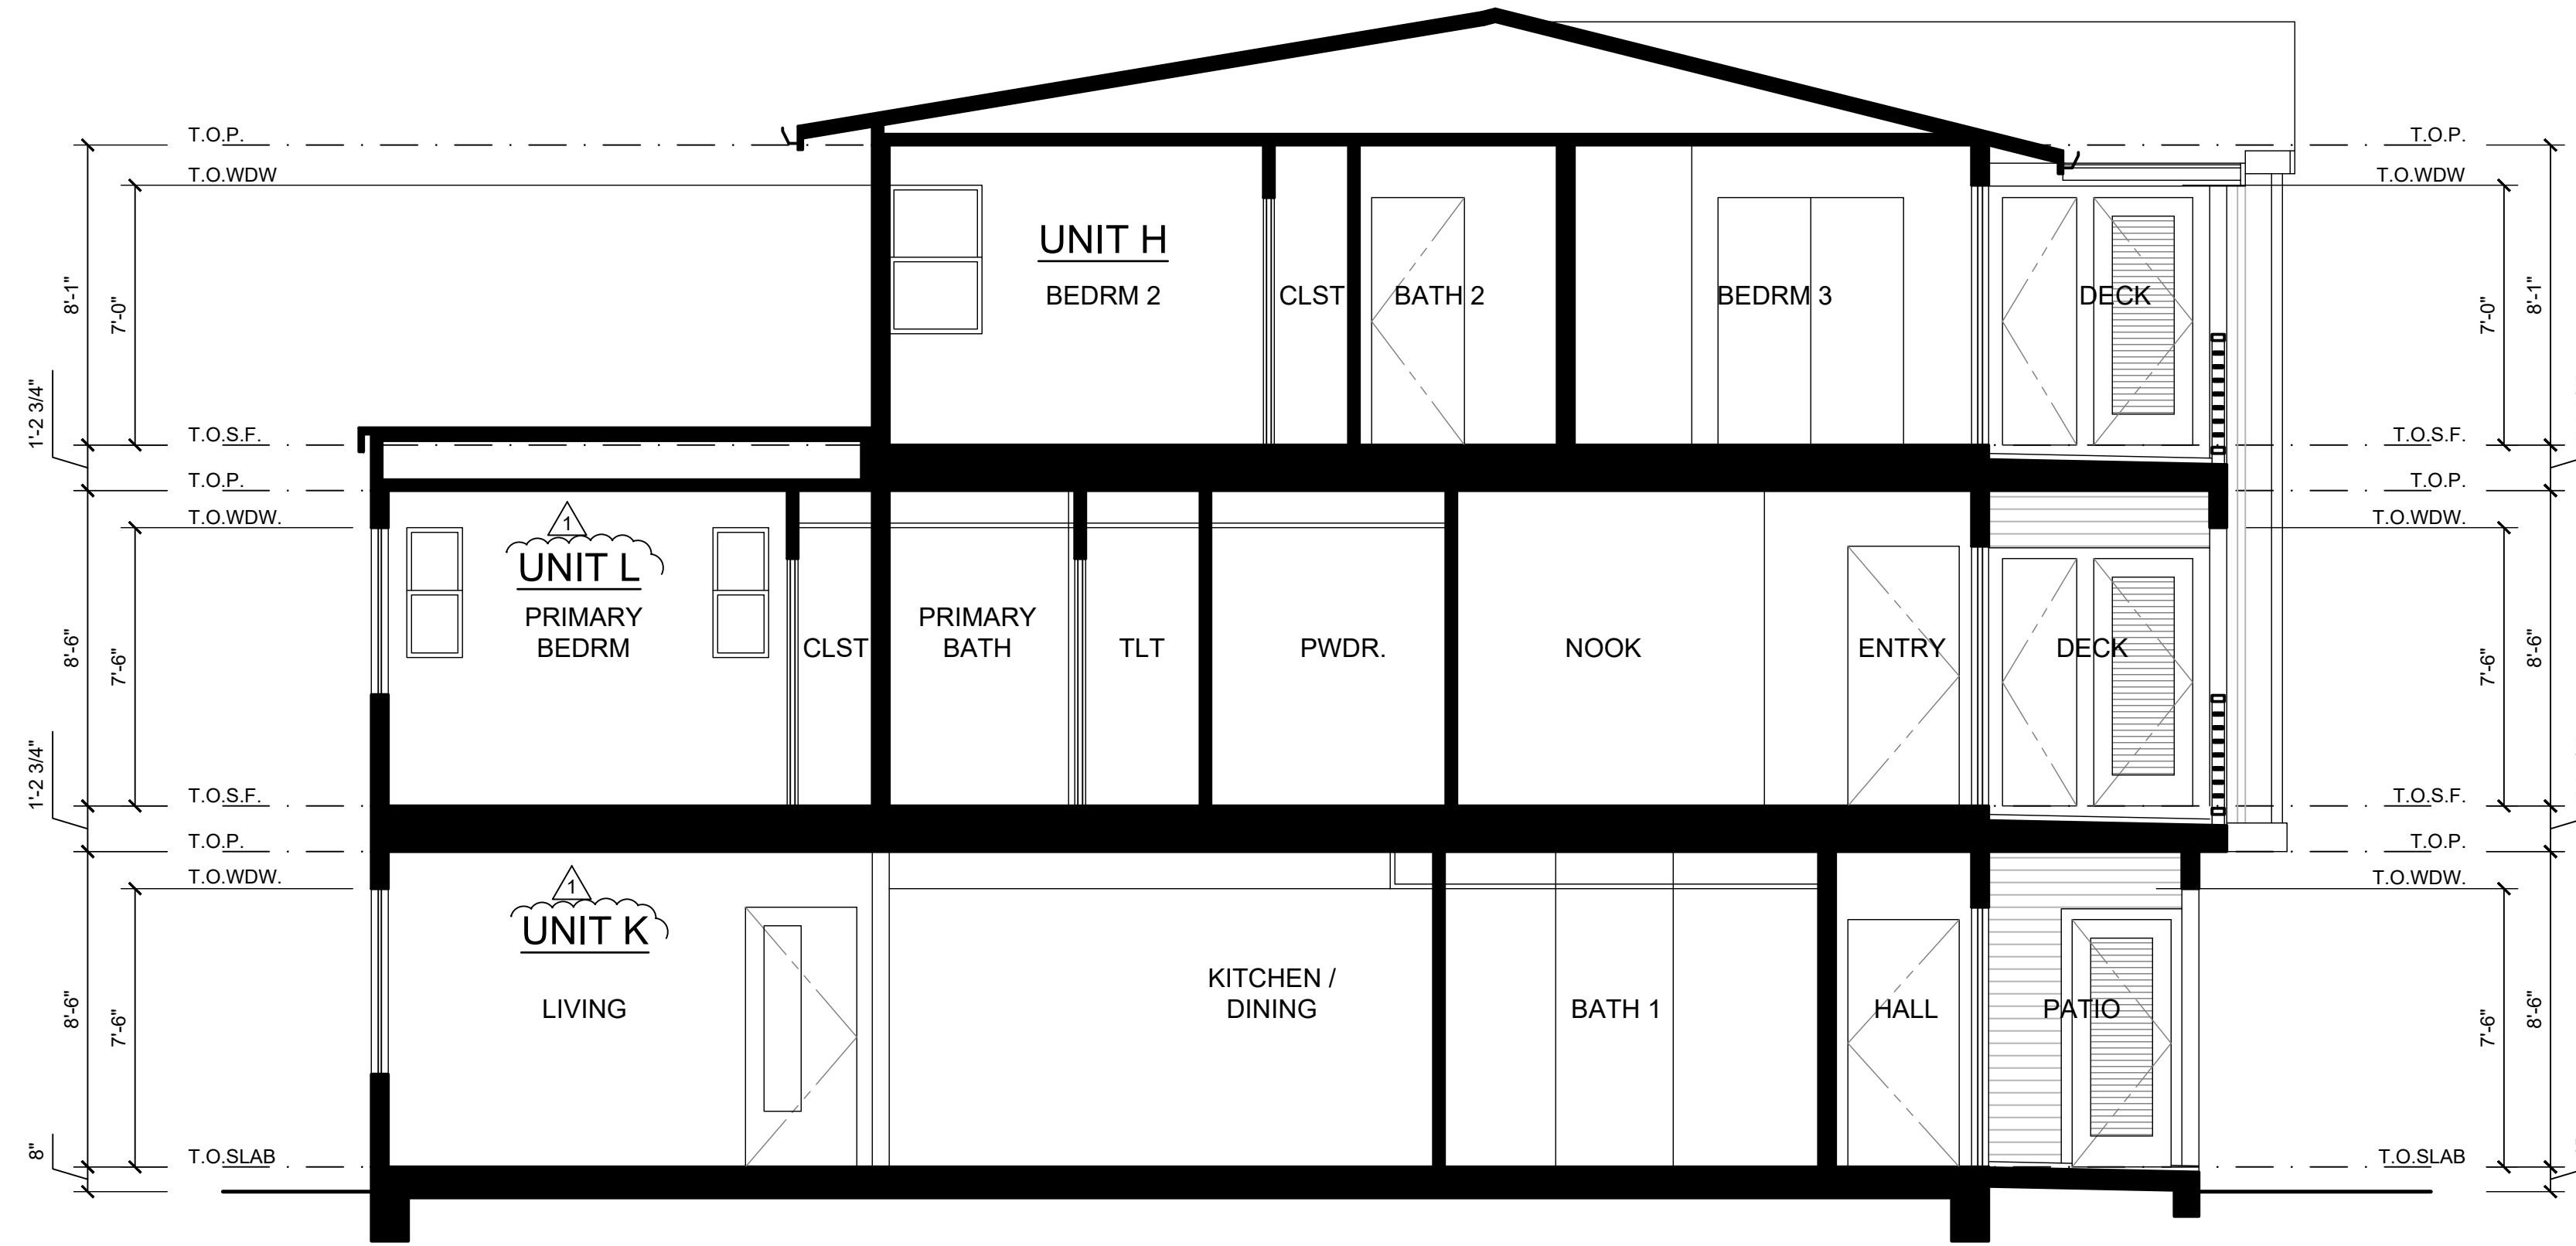 T.O.P.
T.O.P.
T.O.WDW
T.O.WDW
8'-1"
7'-0"
UNIT H
BEDRM 2
CLST
BATH 2
BEDRM 3
DECK
7'-0"
8'-1"
1'-2 3/4"
T.O.S.F.
T.O.S.F.
T.O.P.
T.O.P.
T.O.WDW.
T.O.WDW.
1
UNIT L
8'-6"
7'-6"
PRIMARY
BEDRM
CLST
PRIMARY
BATH
TLT
PWDR.
NOOK
ENTRY
DECK
7'-6"
8'-6"
1'-2 3/4"
T.O.S.F.
T.O.S.F.
T.O.P.
T.O.P.
T.O.WDW.
T.O.WDW.
1
UNIT K
8'-6"
7'-6"
LIVING
KITCHEN /
DINING
BATH 1
HALL
PATIO
7'-6"
8'-6"
8"
T.O.SLAB
T.O.SLAB